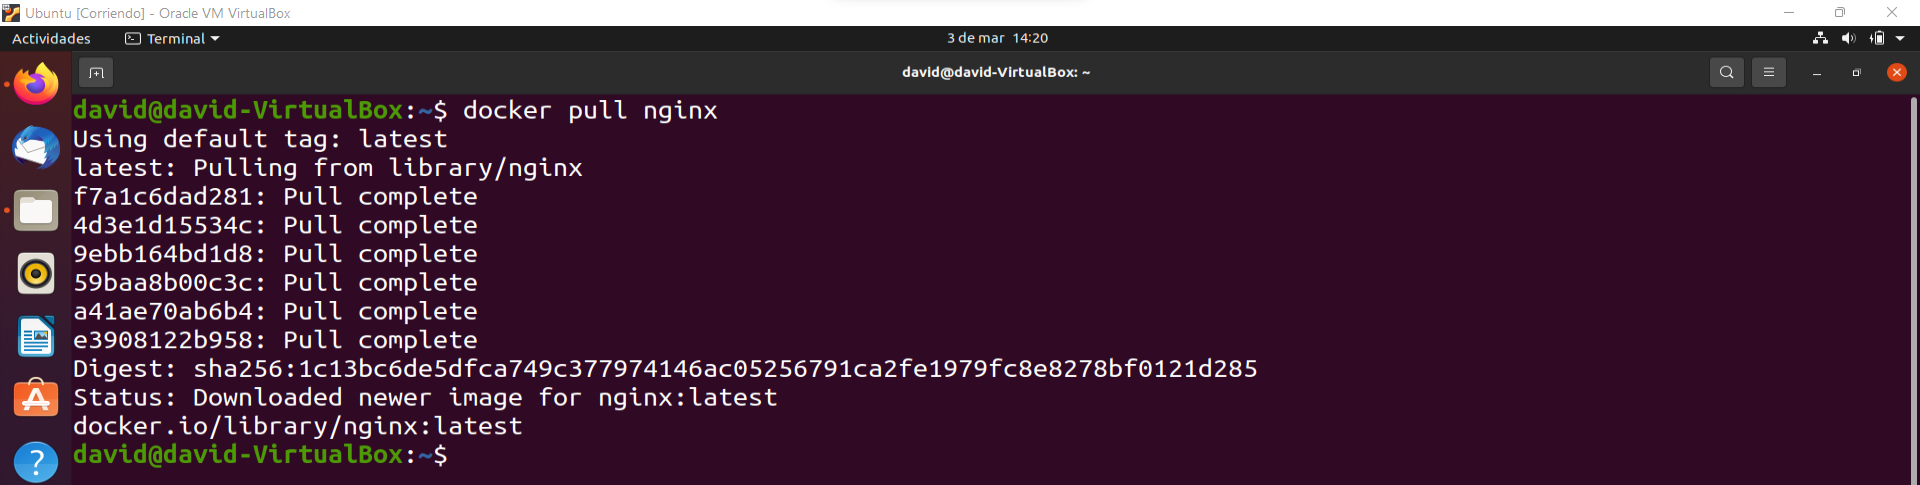 Ubuntu [Corriendo] - Oracle VM VirtualBox
Actividades
Terminal
3 de mar 14:20
david@david-VirtualBox: ~
david@david-VirtualBox:~$ docker pull nginx
Using default tag: latest
latest: Pulling from library/nginx
f7a1c6dad281: Pull complete
4d3e1d15534c: Pull complete
9ebb164bd1d8: Pull complete
59baa8b00c3c: Pull complete
a41ae70ab6b4: Pull complete
e3908122b958: Pull complete
Digest: sha256:1c13bc6de5dfca749c377974146ac05256791ca2fe1979fc8e8278bf0121d285
Status: Downloaded newer image for nginx:latest
docker.io/library/nginx:latest
david@david-VirtualBox:~$